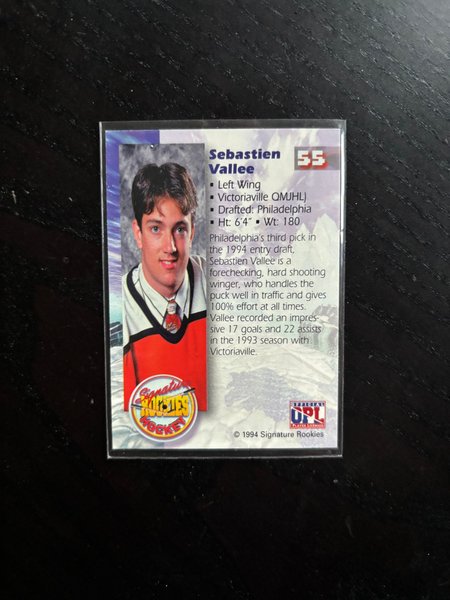 Sebastien
Vallee
55
• Left Wing
• Victoriaville QMJHL)
• Drafted: Philadelphia
• Ht: 6'4" • Wt: 180
Philadelphia's third pick in
the 1994 entry draft,
Sebastien Vallee is a
forechecking, hard shooting
winger, who handles the
puck well in traffic and gives
100% effort at all times.
Vallee recorded an impres-
sive 17 goals and 22 assists
in the 1993 season with
Victoriaville.
Signature
ROOKIES
HOCKEY
OFFICIAL
UPL
© 1994 Signature Rookies